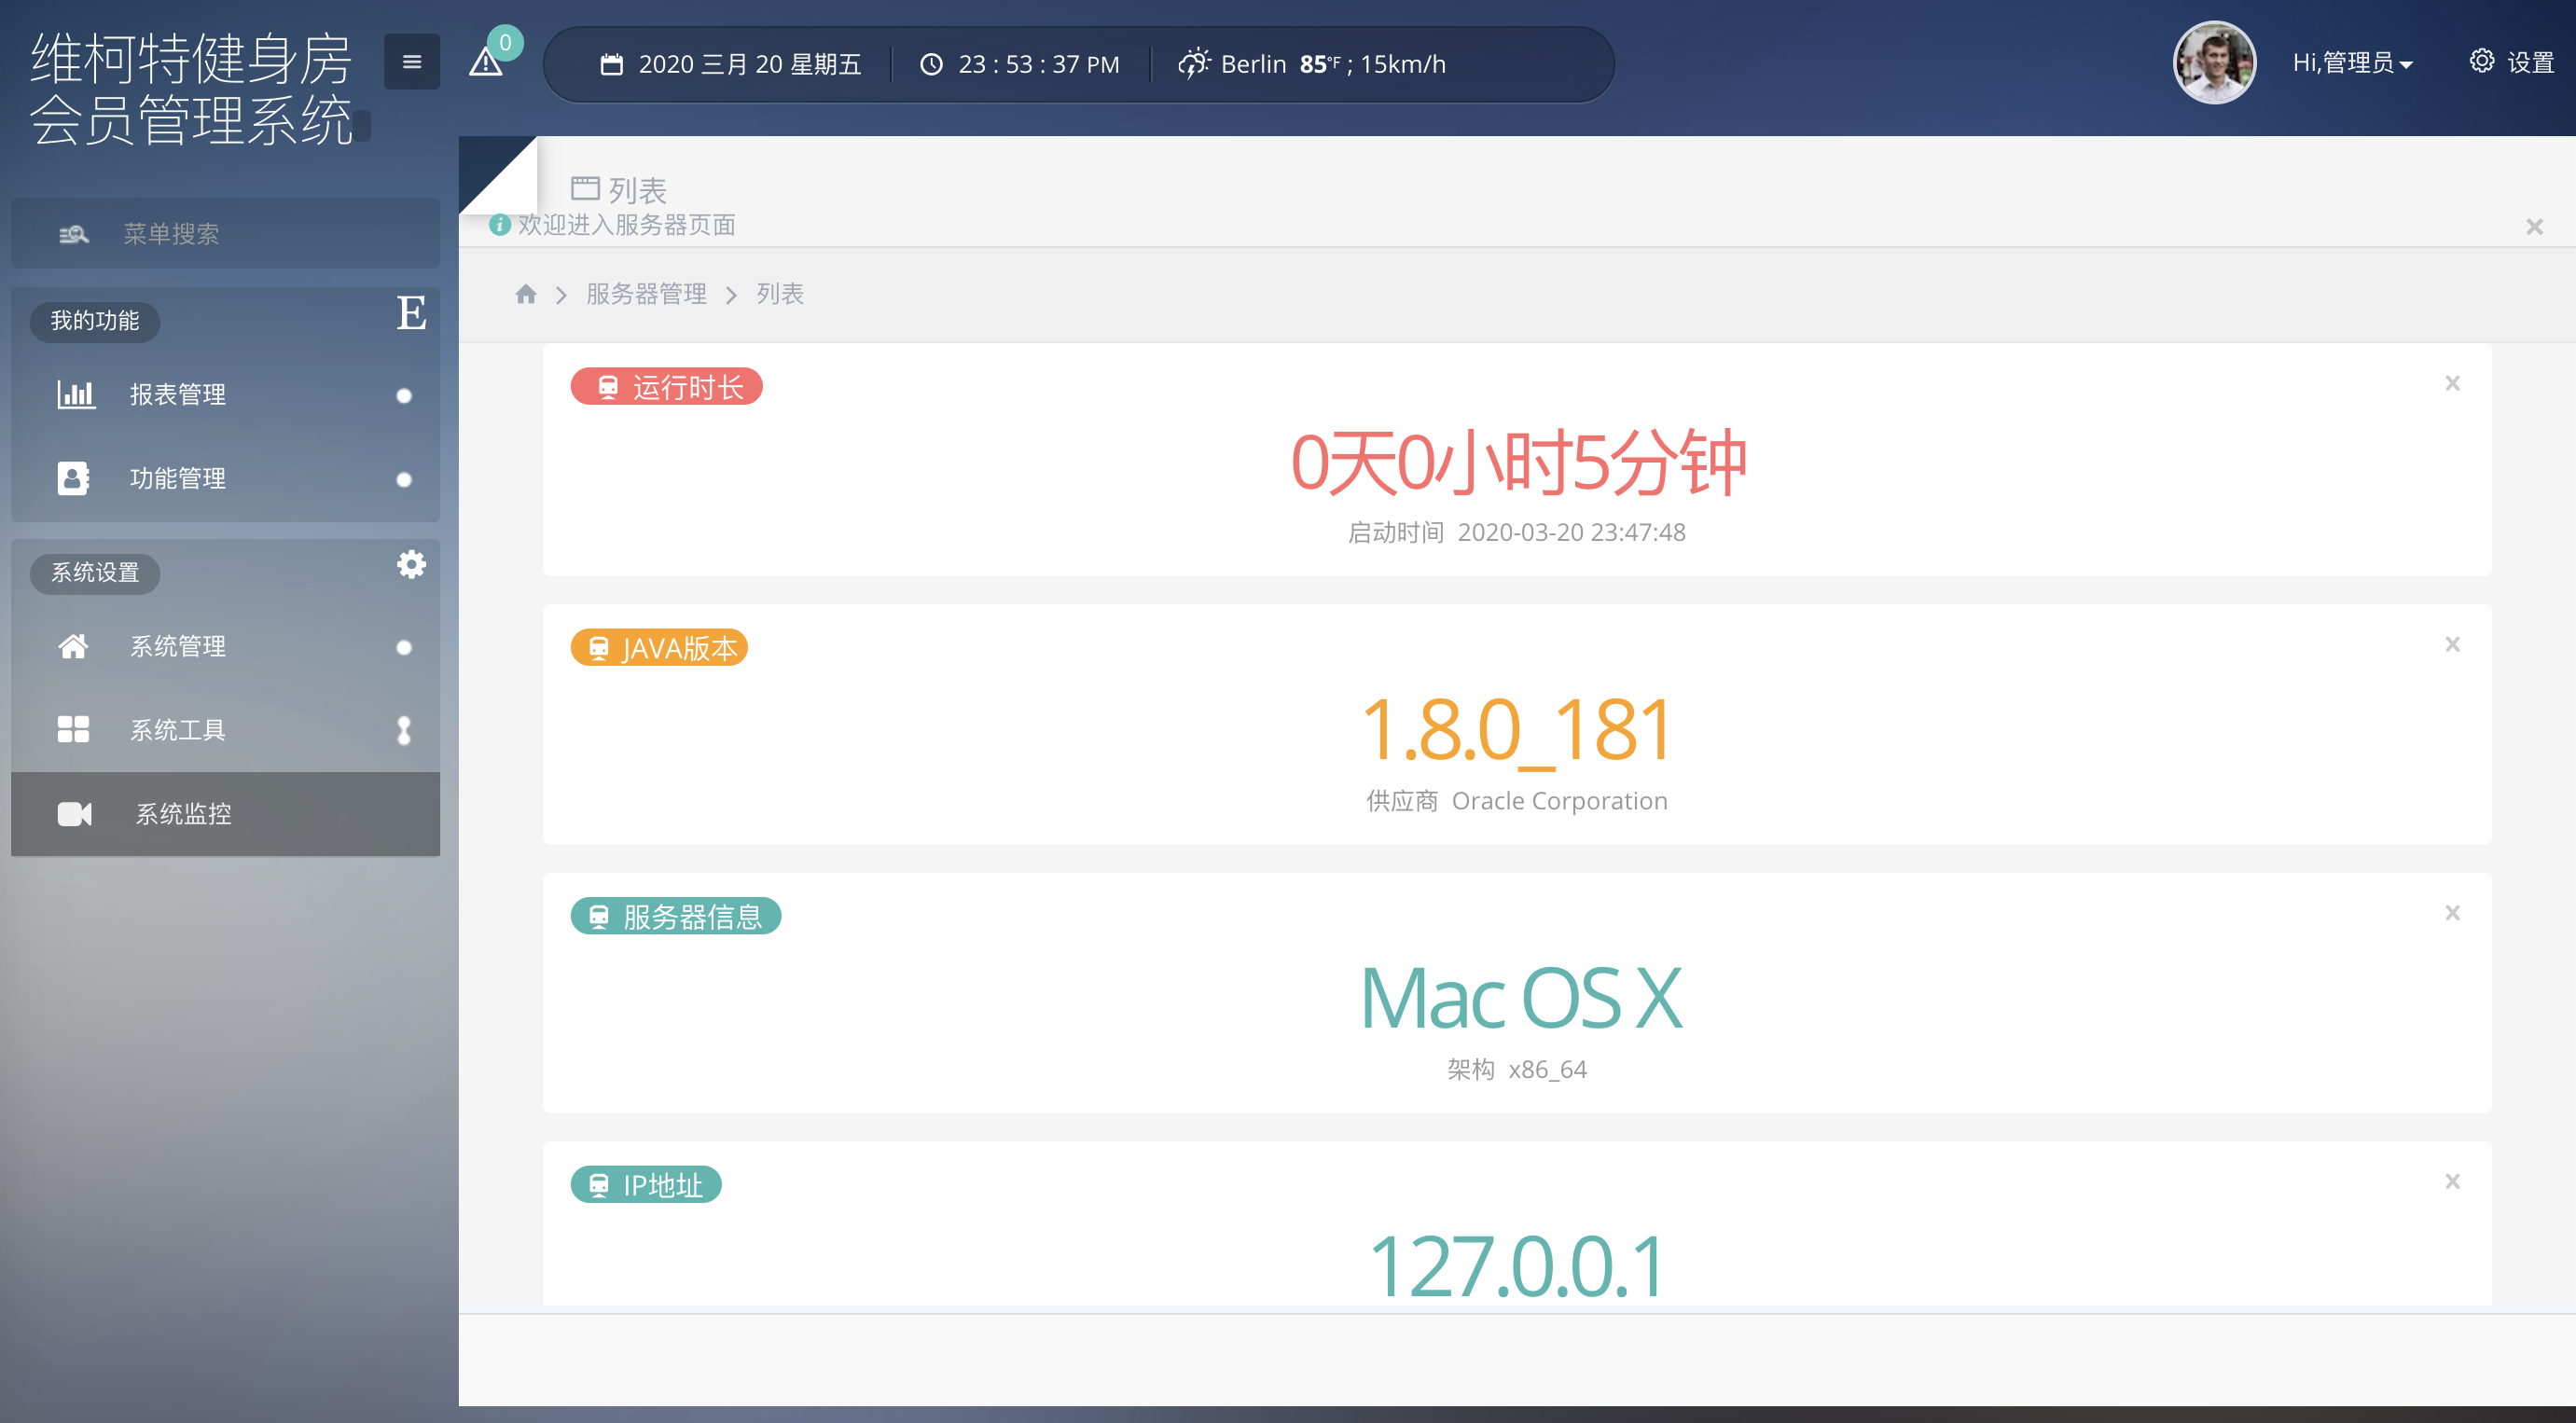 维柯特健身房
会员管理系统
0
2020 三月 20 星期五
23 : 53 : 37 PM
Berlin 85°F ; 15km/h
Hi,管理员
设置
菜单搜索
我的功能
E
报表管理
功能管理
系统设置
系统管理
系统工具
系统监控
列表
欢迎进入服务器页面
×
服务器管理
列表
运行时长
×
0天0小时5分钟
启动时间 2020-03-20 23:47:48
JAVA版本
×
1.8.0_181
供应商 Oracle Corporation
服务器信息
×
Mac OS X
架构 x86_64
IP地址
×
127.0.0.1